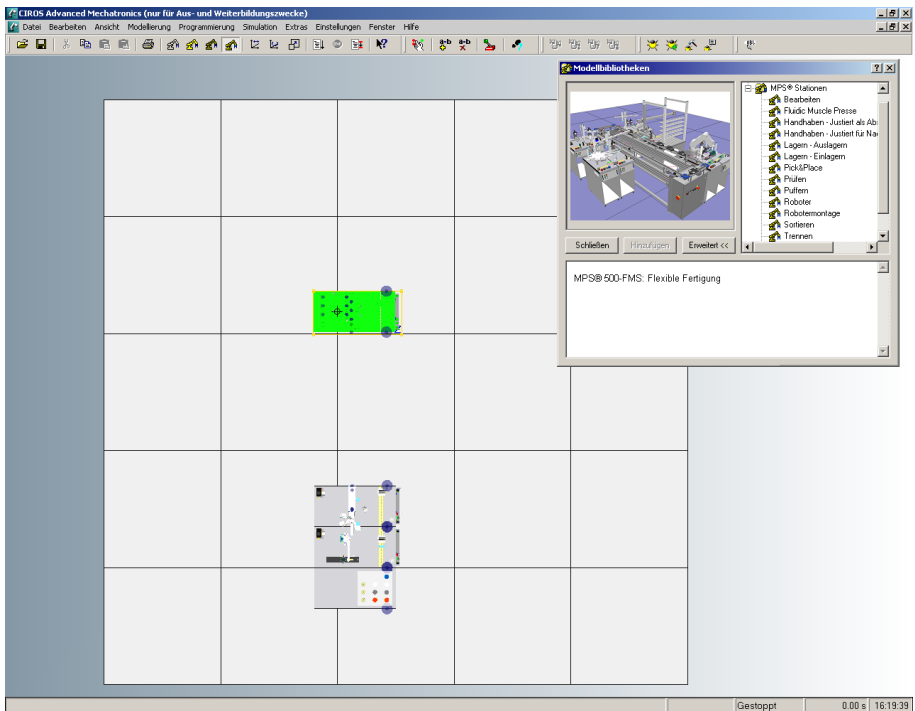 CIROS Advanced Mechatronics (nur für Aus- und Weiterbildungszwecke)
Datei Bearbeiten Ansicht Modellierung Programmierung Simulation Extras Einstellungen Fenster Hilfe
Modellbibliotheken
MPS® Stationen
Bearbeiten
Fluidic Muscle Presse
Handhaben - Justiert als Ab
Handhaben - Justiert für Na
Lagern - Auslagern
Lagern - Einlagern
Pick&Place
Prüfen
Puffern
Roboter
Robotermontage
Sortieren
Trennen
Schließen Hinzufügen Erweitert <<
MPS® 500-FMS: Flexible Fertigung
Gestoppt 0.00 s 16:19:39